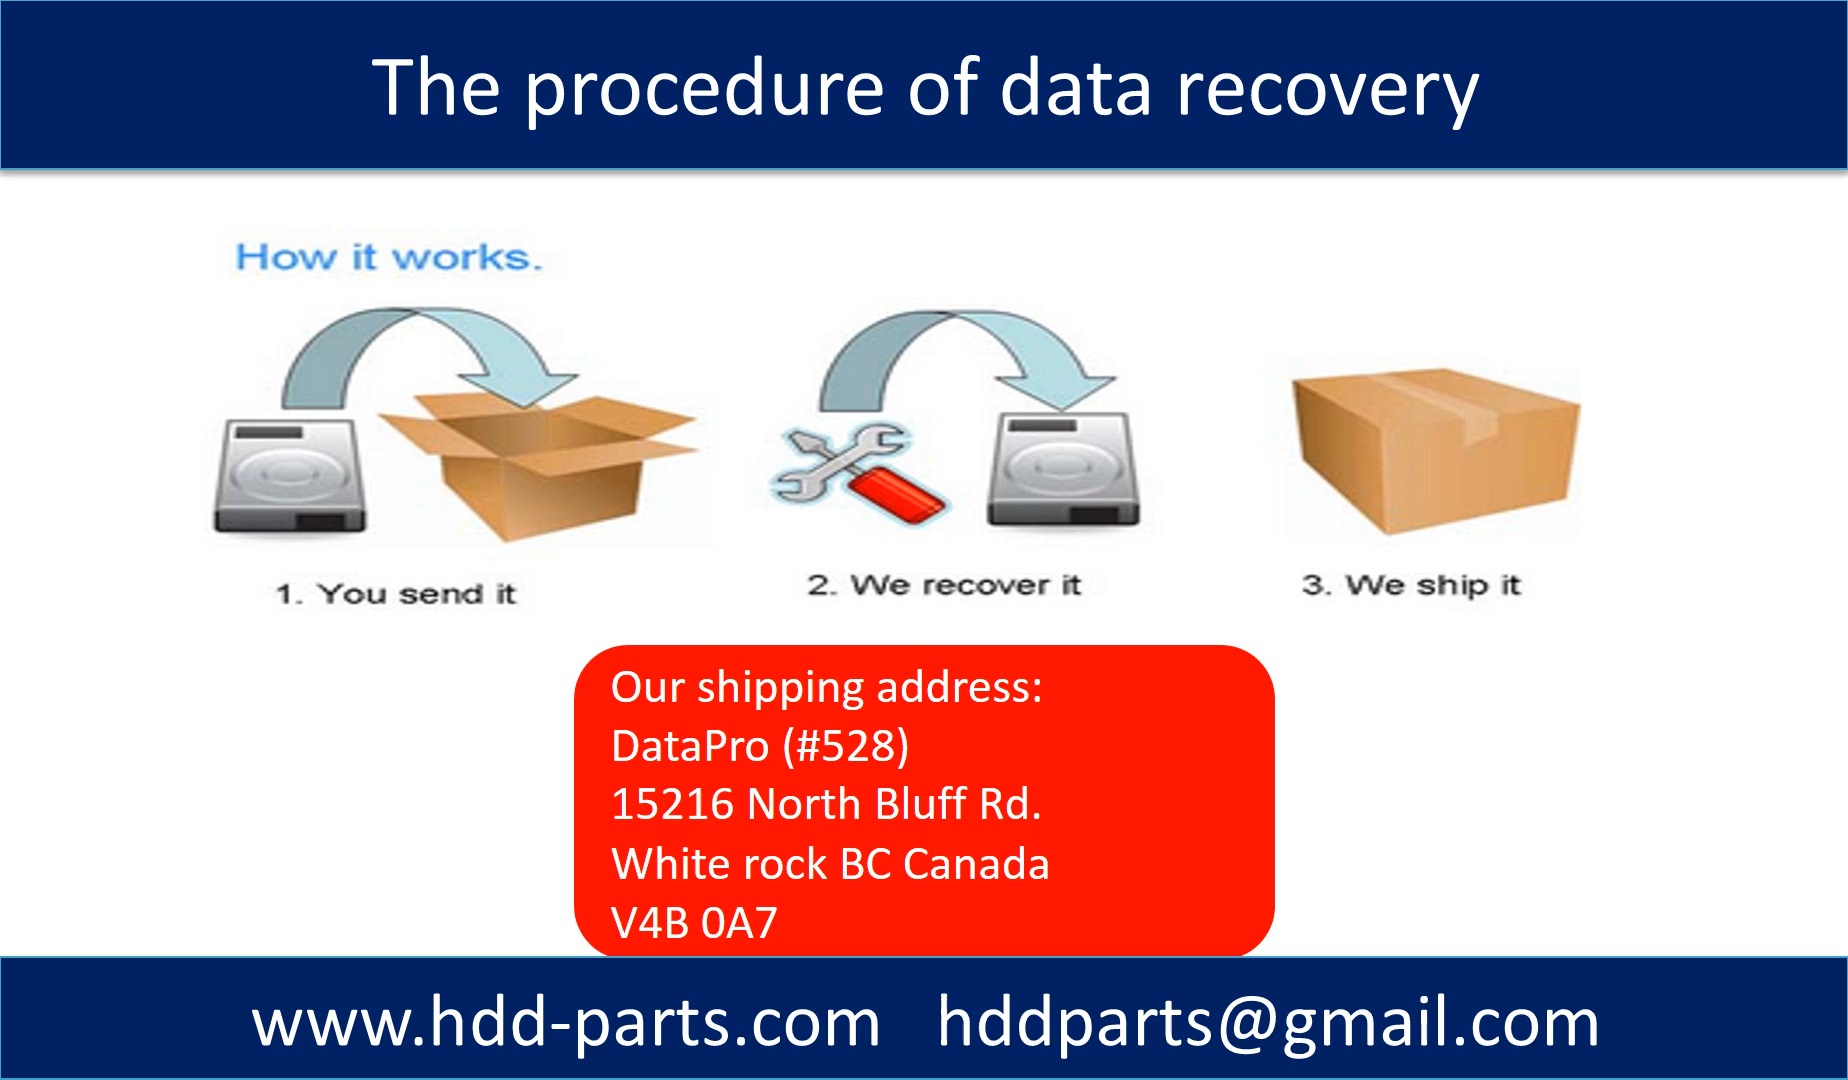 The procedure of data recovery
How it works.
1. You send it
2. We recover it
3. We ship it
Our shipping address:
DataPro (#528)
15216 North Bluff Rd.
White rock BC Canada
V4B 0A7
www.hdd-parts.com hddparts@gmail.com